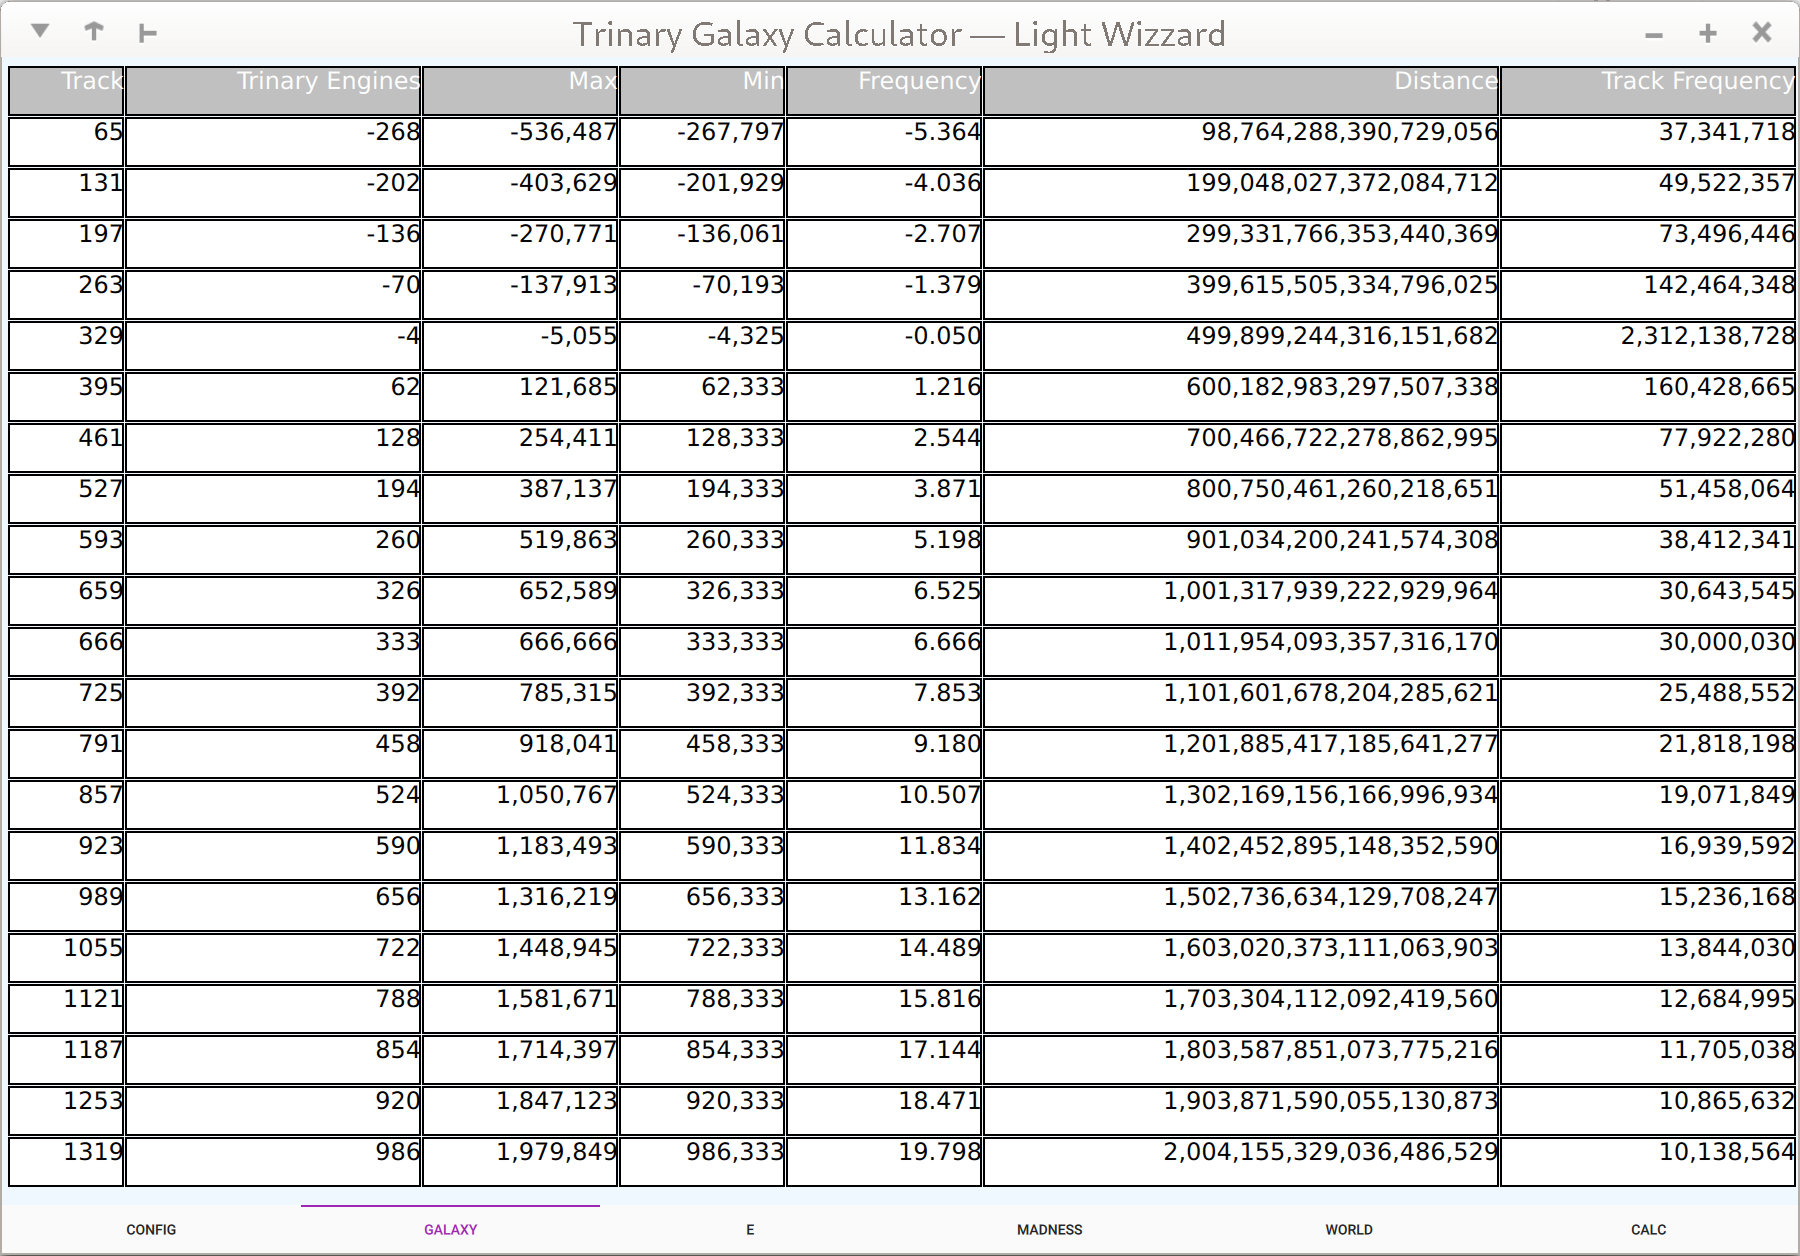 Trinary Galaxy Calculator — Light Wizzard
Track Trinary Engines Max Min Frequency Distance Track Frequency
65 -268 -536,487 -267,797 -5.364 98,764,288,390,729,056 37,341,718
131 -202 -403,629 -201,929 -4.036 199,048,027,372,084,712 49,522,357
197 -136 -270,771 -136,061 -2.707 299,331,766,353,440,369 73,496,446
263 -70 -137,913 -70,193 -1.379 399,615,505,334,796,025 142,464,348
329 -4 -5,055 -4,325 -0.050 499,899,244,316,151,682 2,312,138,728
395 62 121,685 62,333 1.216 600,182,983,297,507,338 160,428,665
461 128 254,411 128,333 2.544 700,466,722,278,862,995 77,922,280
527 194 387,137 194,333 3.871 800,750,461,260,218,651 51,458,064
593 260 519,863 260,333 5.198 901,034,200,241,574,308 38,412,341
659 326 652,589 326,333 6.525 1,001,317,939,222,929,964 30,643,545
666 333 666,666 333,333 6.666 1,011,954,093,357,316,170 30,000,030
725 392 785,315 392,333 7.853 1,101,601,678,204,285,621 25,488,552
791 458 918,041 458,333 9.180 1,201,885,417,185,641,277 21,818,198
857 524 1,050,767 524,333 10.507 1,302,169,156,166,996,934 19,071,849
923 590 1,183,493 590,333 11.834 1,402,452,895,148,352,590 16,939,592
989 656 1,316,219 656,333 13.162 1,502,736,634,129,708,247 15,236,168
1055 722 1,448,945 722,333 14.489 1,603,020,373,111,063,903 13,844,030
1121 788 1,581,671 788,333 15.816 1,703,304,112,092,419,560 12,684,995
1187 854 1,714,397 854,333 17.144 1,803,587,851,073,775,216 11,705,038
1253 920 1,847,123 920,333 18.471 1,903,871,590,055,130,873 10,865,632
1319 986 1,979,849 986,333 19.798 2,004,155,329,036,486,529 10,138,564
CONFIG GALAXY E MADNESS WORLD CALC